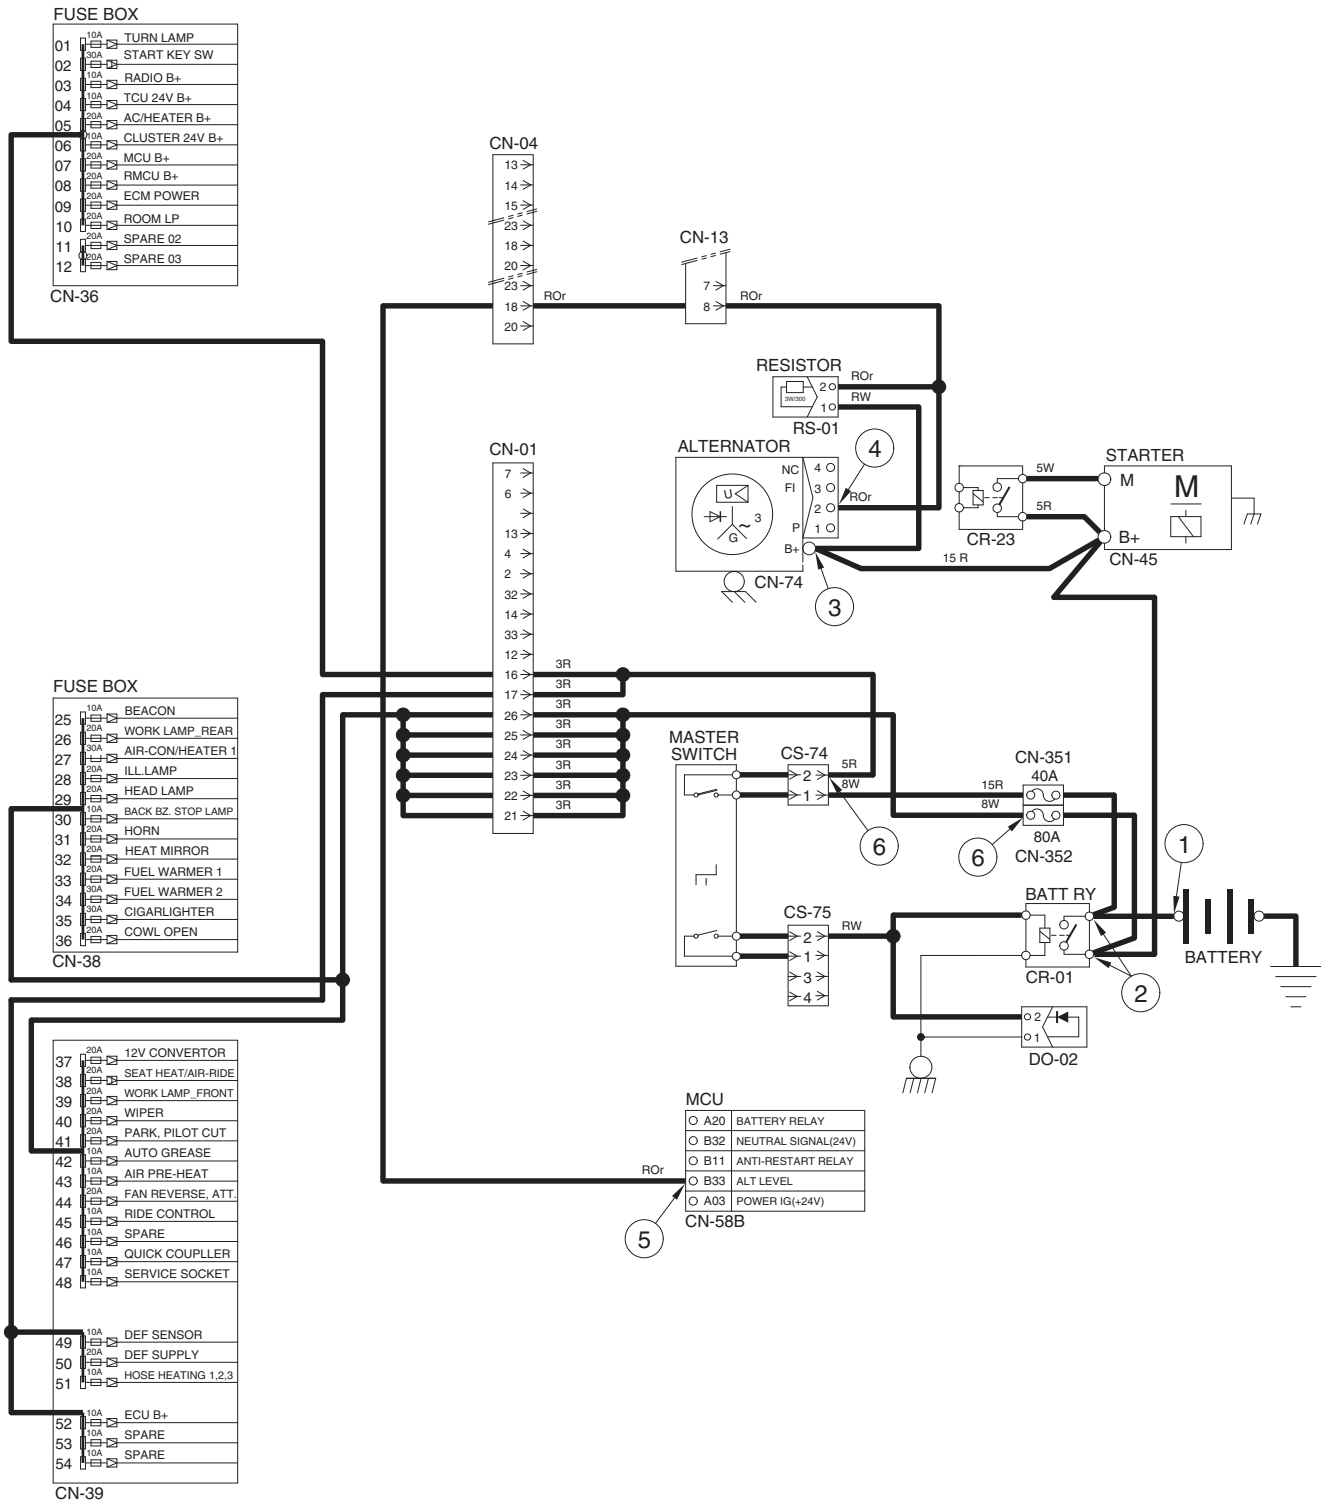 FUSE BOX
01 10A TURN LAMP
02 30A START KEY SW
03 10A RADIO B+
04 10A TCU 24V B+
05 20A AC/HEATER B+
06 10A CLUSTER 24V B+
07 20A MCU B+
08 20A RMCU B+
09 20A ECM POWER
10 20A ROOM LP
11 20A SPARE 02
12 20A SPARE 03
CN-36
CN-04
13
14
15
23
18
20
23
18 ROr
20
CN-13
7
8 ROr
RESISTOR
3W/300
2 ROr
1 RW
RS-01
ALTERNATOR
4
NC 4
FI 3
2 ROr
P 1
B+
U
3
G
CN-74
3
15 R
CR-23
5W
5R
STARTER
M
M
B+
CN-45
CN-01
7
6
13
4
2
32
14
33
12
16 3R
17 3R
26 3R
25 3R
24 3R
23 3R
22 3R
21 3R
FUSE BOX
25 10A BEACON
26 20A WORK LAMP_REAR
27 30A AIR-CON/HEATER 1
28 20A ILL.LAMP
29 20A HEAD LAMP
30 10A BACK BZ. STOP LAMP
31 20A HORN
32 20A HEAT MIRROR
33 20A FUEL WARMER 1
34 30A FUEL WARMER 2
35 30A CIGARLIGHTER
36 20A COWL OPEN
CN-38
MASTER
SWITCH
CS-74
2 5R
1 8W
6
CN-351
40A
15R
8W
80A
CN-352
6
1
BATT RY
CR-01
2
BATTERY
CS-75
2 RW
1
3
4
2
1
DO-02
37 20A 12V CONVERTOR
38 20A SEAT HEAT/AIR-RIDE
39 20A WORK LAMP_FRONT
40 20A WIPER
41 20A PARK, PILOT CUT
42 10A AUTO GREASE
43 10A AIR PRE-HEAT
44 20A FAN REVERSE, ATT.
45 10A RIDE CONTROL
46 10A SPARE
47 10A QUICK COUPLLER
48 10A SERVICE SOCKET
49 10A DEF SENSOR
50 20A DEF SUPPLY
51 10A HOSE HEATING 1,2,3
52 10A ECU B+
53 10A SPARE
54 10A SPARE
CN-39
MCU
A20 BATTERY RELAY
B32 NEUTRAL SIGNAL(24V)
B11 ANTI-RESTART RELAY
ROr B33 ALT LEVEL
A03 POWER IG(+24V)
CN-58B
5